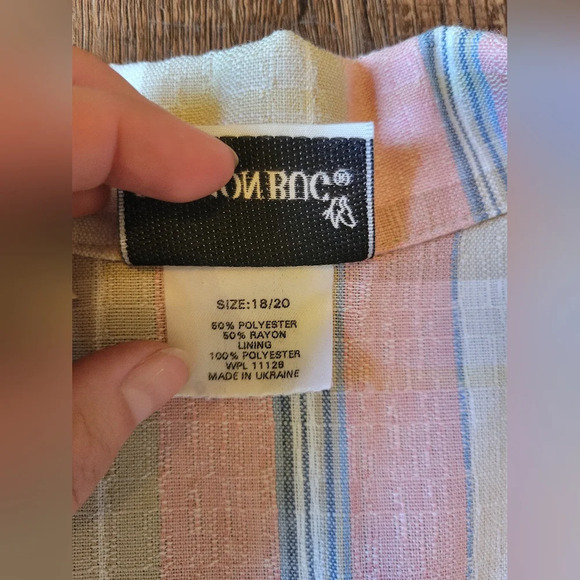 SIZE:18/20
50% POLYESTER
50% RAYON
LINING
100% POLYESTER
WPL 11128
MADE IN UKRAINE